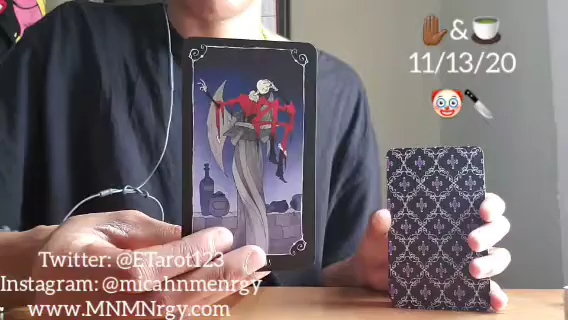 &
11/13/20
Twitter: @ETarot123
Instagram: @micahnmenrgy
www.MNMNrgy.com